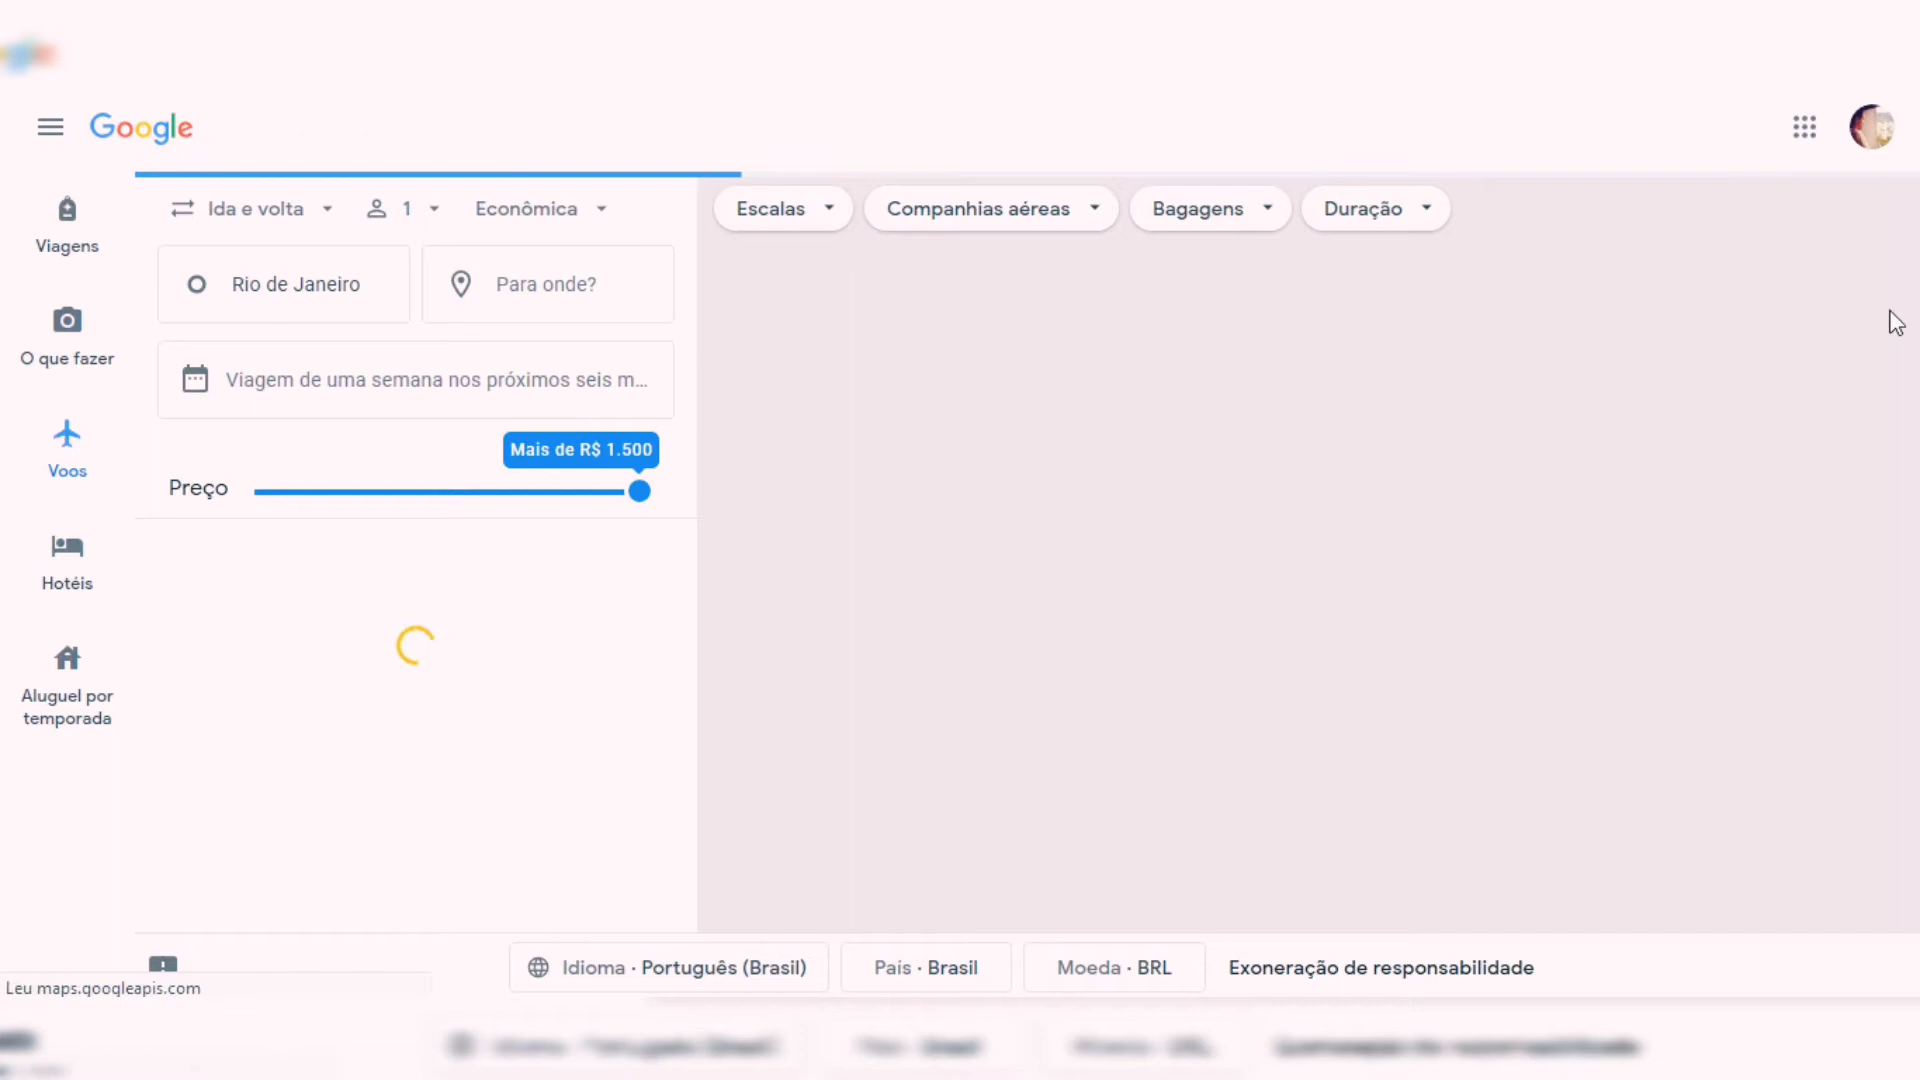 Google
Viagens
O que fazer
Voos
Hotéis
Aluguel por
temporada
Ida e volta
1
Econômica
Rio de Janeiro
Para onde?
Viagem de uma semana nos próximos seis m...
Mais de R$ 1.500
Preço
Escalas
Companhias aéreas
Bagagens
Duração
Idioma · Português (Brasil)
País · Brasil
Moeda · BRL
Exoneração de responsabilidade
Leu maps.googleapis.com